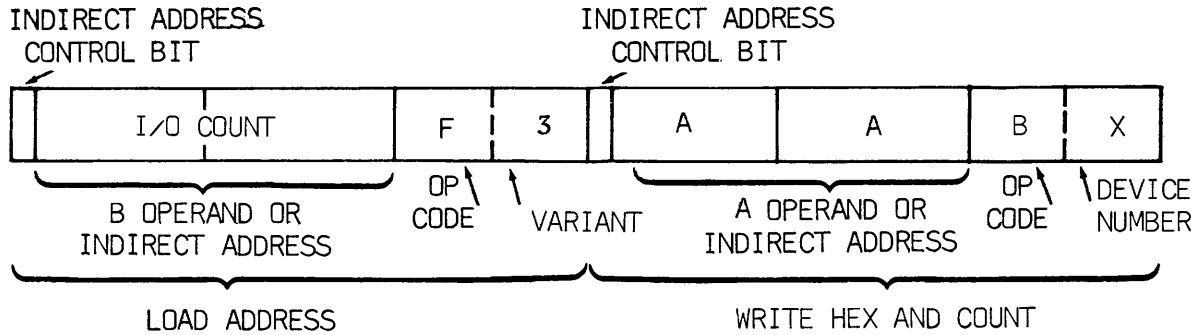 INDIRECT ADDRESS
CONTROL BIT
INDIRECT ADDRESS
CONTROL BIT
I/O COUNT
F
3
A
A
B
X
B OPERAND OR
INDIRECT ADDRESS
OP
CODE
VARIANT
A OPERAND OR
INDIRECT ADDRESS
OP
CODE
DEVICE
NUMBER
LOAD ADDRESS
WRITE HEX AND COUNT